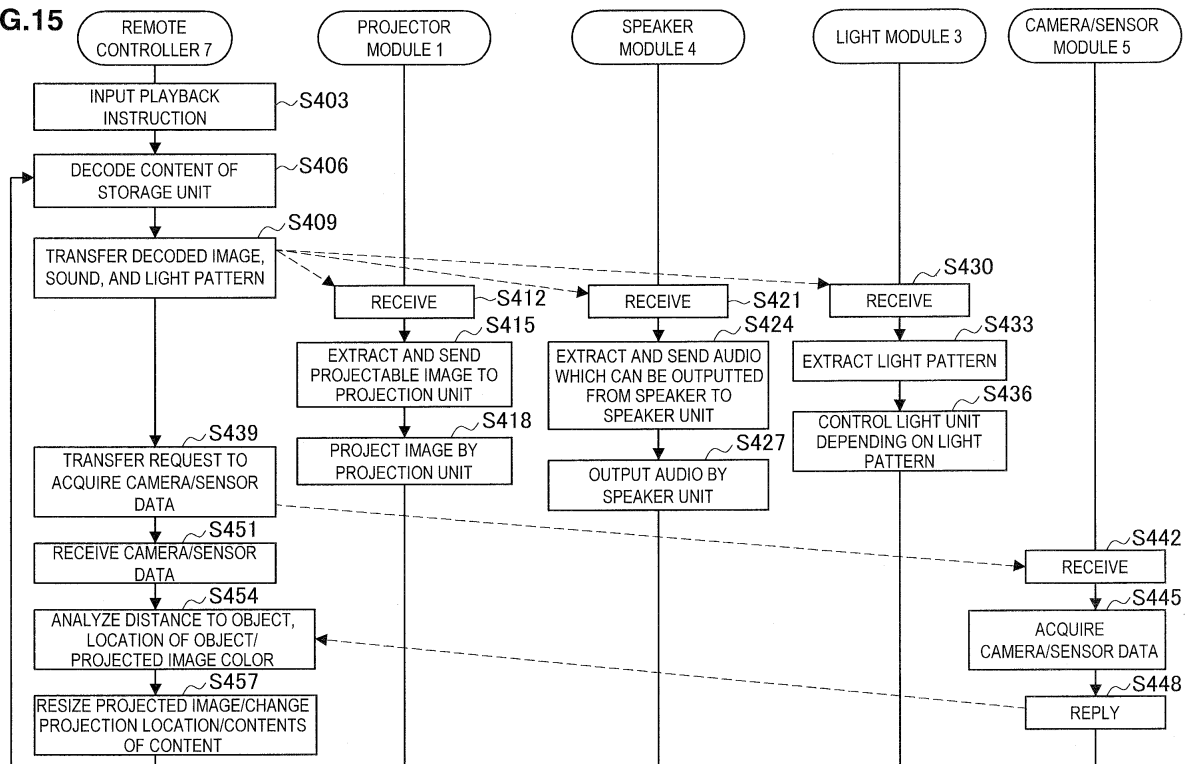 G.15
REMOTE
CONTROLLER 7
PROJECTOR
MODULE 1
SPEAKER
MODULE 4
LIGHT MODULE 3
CAMERA/SENSOR
MODULE 5
INPUT PLAYBACK
INSTRUCTION
S403
DECODE CONTENT OF
STORAGE UNIT
S406
S409
TRANSFER DECODED IMAGE,
SOUND, AND LIGHT PATTERN
RECEIVE
S412
RECEIVE
S421
RECEIVE
S430
S415
EXTRACT AND SEND
PROJECTABLE IMAGE TO
PROJECTION UNIT
S424
EXTRACT AND SEND AUDIO
WHICH CAN BE OUTPUTTED
FROM SPEAKER TO
SPEAKER UNIT
S433
EXTRACT LIGHT PATTERN
S436
CONTROL LIGHT UNIT
DEPENDING ON LIGHT
PATTERN
S418
PROJECT IMAGE BY
PROJECTION UNIT
S427
OUTPUT AUDIO BY
SPEAKER UNIT
S439
TRANSFER REQUEST TO
ACQUIRE CAMERA/SENSOR
DATA
S451
RECEIVE CAMERA/SENSOR
DATA
S442
RECEIVE
S454
ANALYZE DISTANCE TO OBJECT,
LOCATION OF OBJECT/
PROJECTED IMAGE COLOR
S445
ACQUIRE
CAMERA/SENSOR DATA
S457
RESIZE PROJECTED IMAGE/CHANGE
PROJECTION LOCATION/CONTENTS
OF CONTENT
S448
REPLY